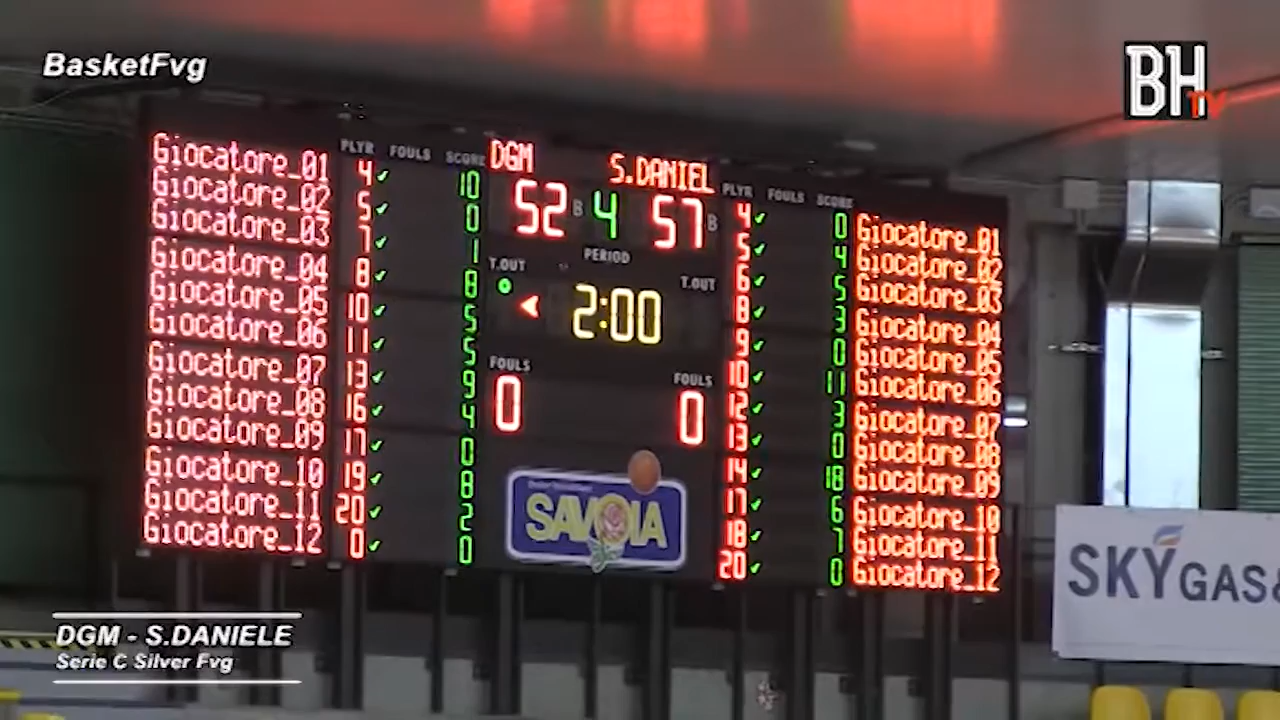 BasketFvg
BH TV
PLYR FOULS SCORE
DGM S.DANIEL
PLYR FOULS SCORE
Giocatore_01 4 10
Giocatore_02 5 0
Giocatore_03 7 1
Giocatore_04 8 8
Giocatore_05 10 5
Giocatore_06 11 5
Giocatore_07 13 9
Giocatore_08 16 4
Giocatore_09 17 0
Giocatore_10 19 8
Giocatore_11 20 2
Giocatore_12 0 0
52 B 4 57 B
PERIOD
T.OUT T.OUT
2:00
FOULS FOULS
0 0
SAVOIA
4 0 Giocatore_01
5 4 Giocatore_02
6 5 Giocatore_03
8 3 Giocatore_04
9 0 Giocatore_05
10 11 Giocatore_06
12 3 Giocatore_07
13 0 Giocatore_08
14 18 Giocatore_09
17 6 Giocatore_10
18 7 Giocatore_11
20 0 Giocatore_12
SKYGAS&
DGM - S.DANIELE
Serie C Silver Fvg